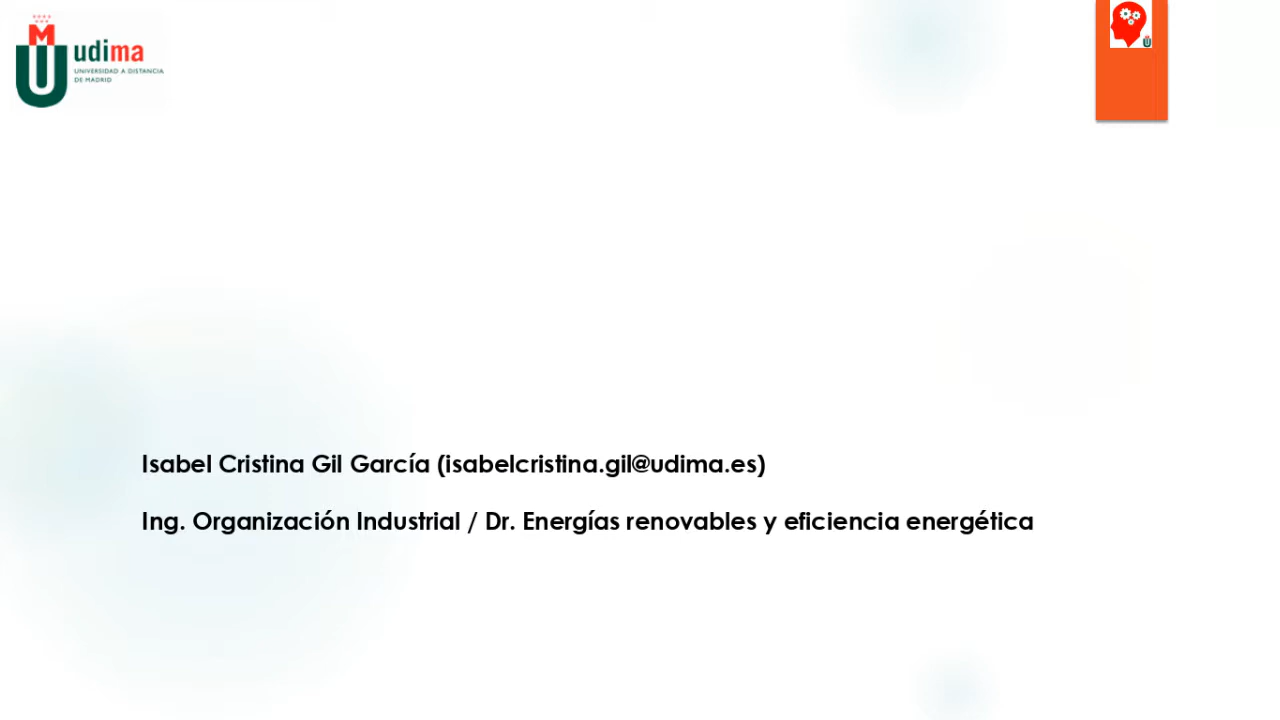 udima
UNIVERSIDAD A DISTANCIA
DE MADRID
Isabel Cristina Gil García (isabelcristina.gil@udima.es)
Ing. Organización Industrial / Dr. Energías renovables y eficiencia energética